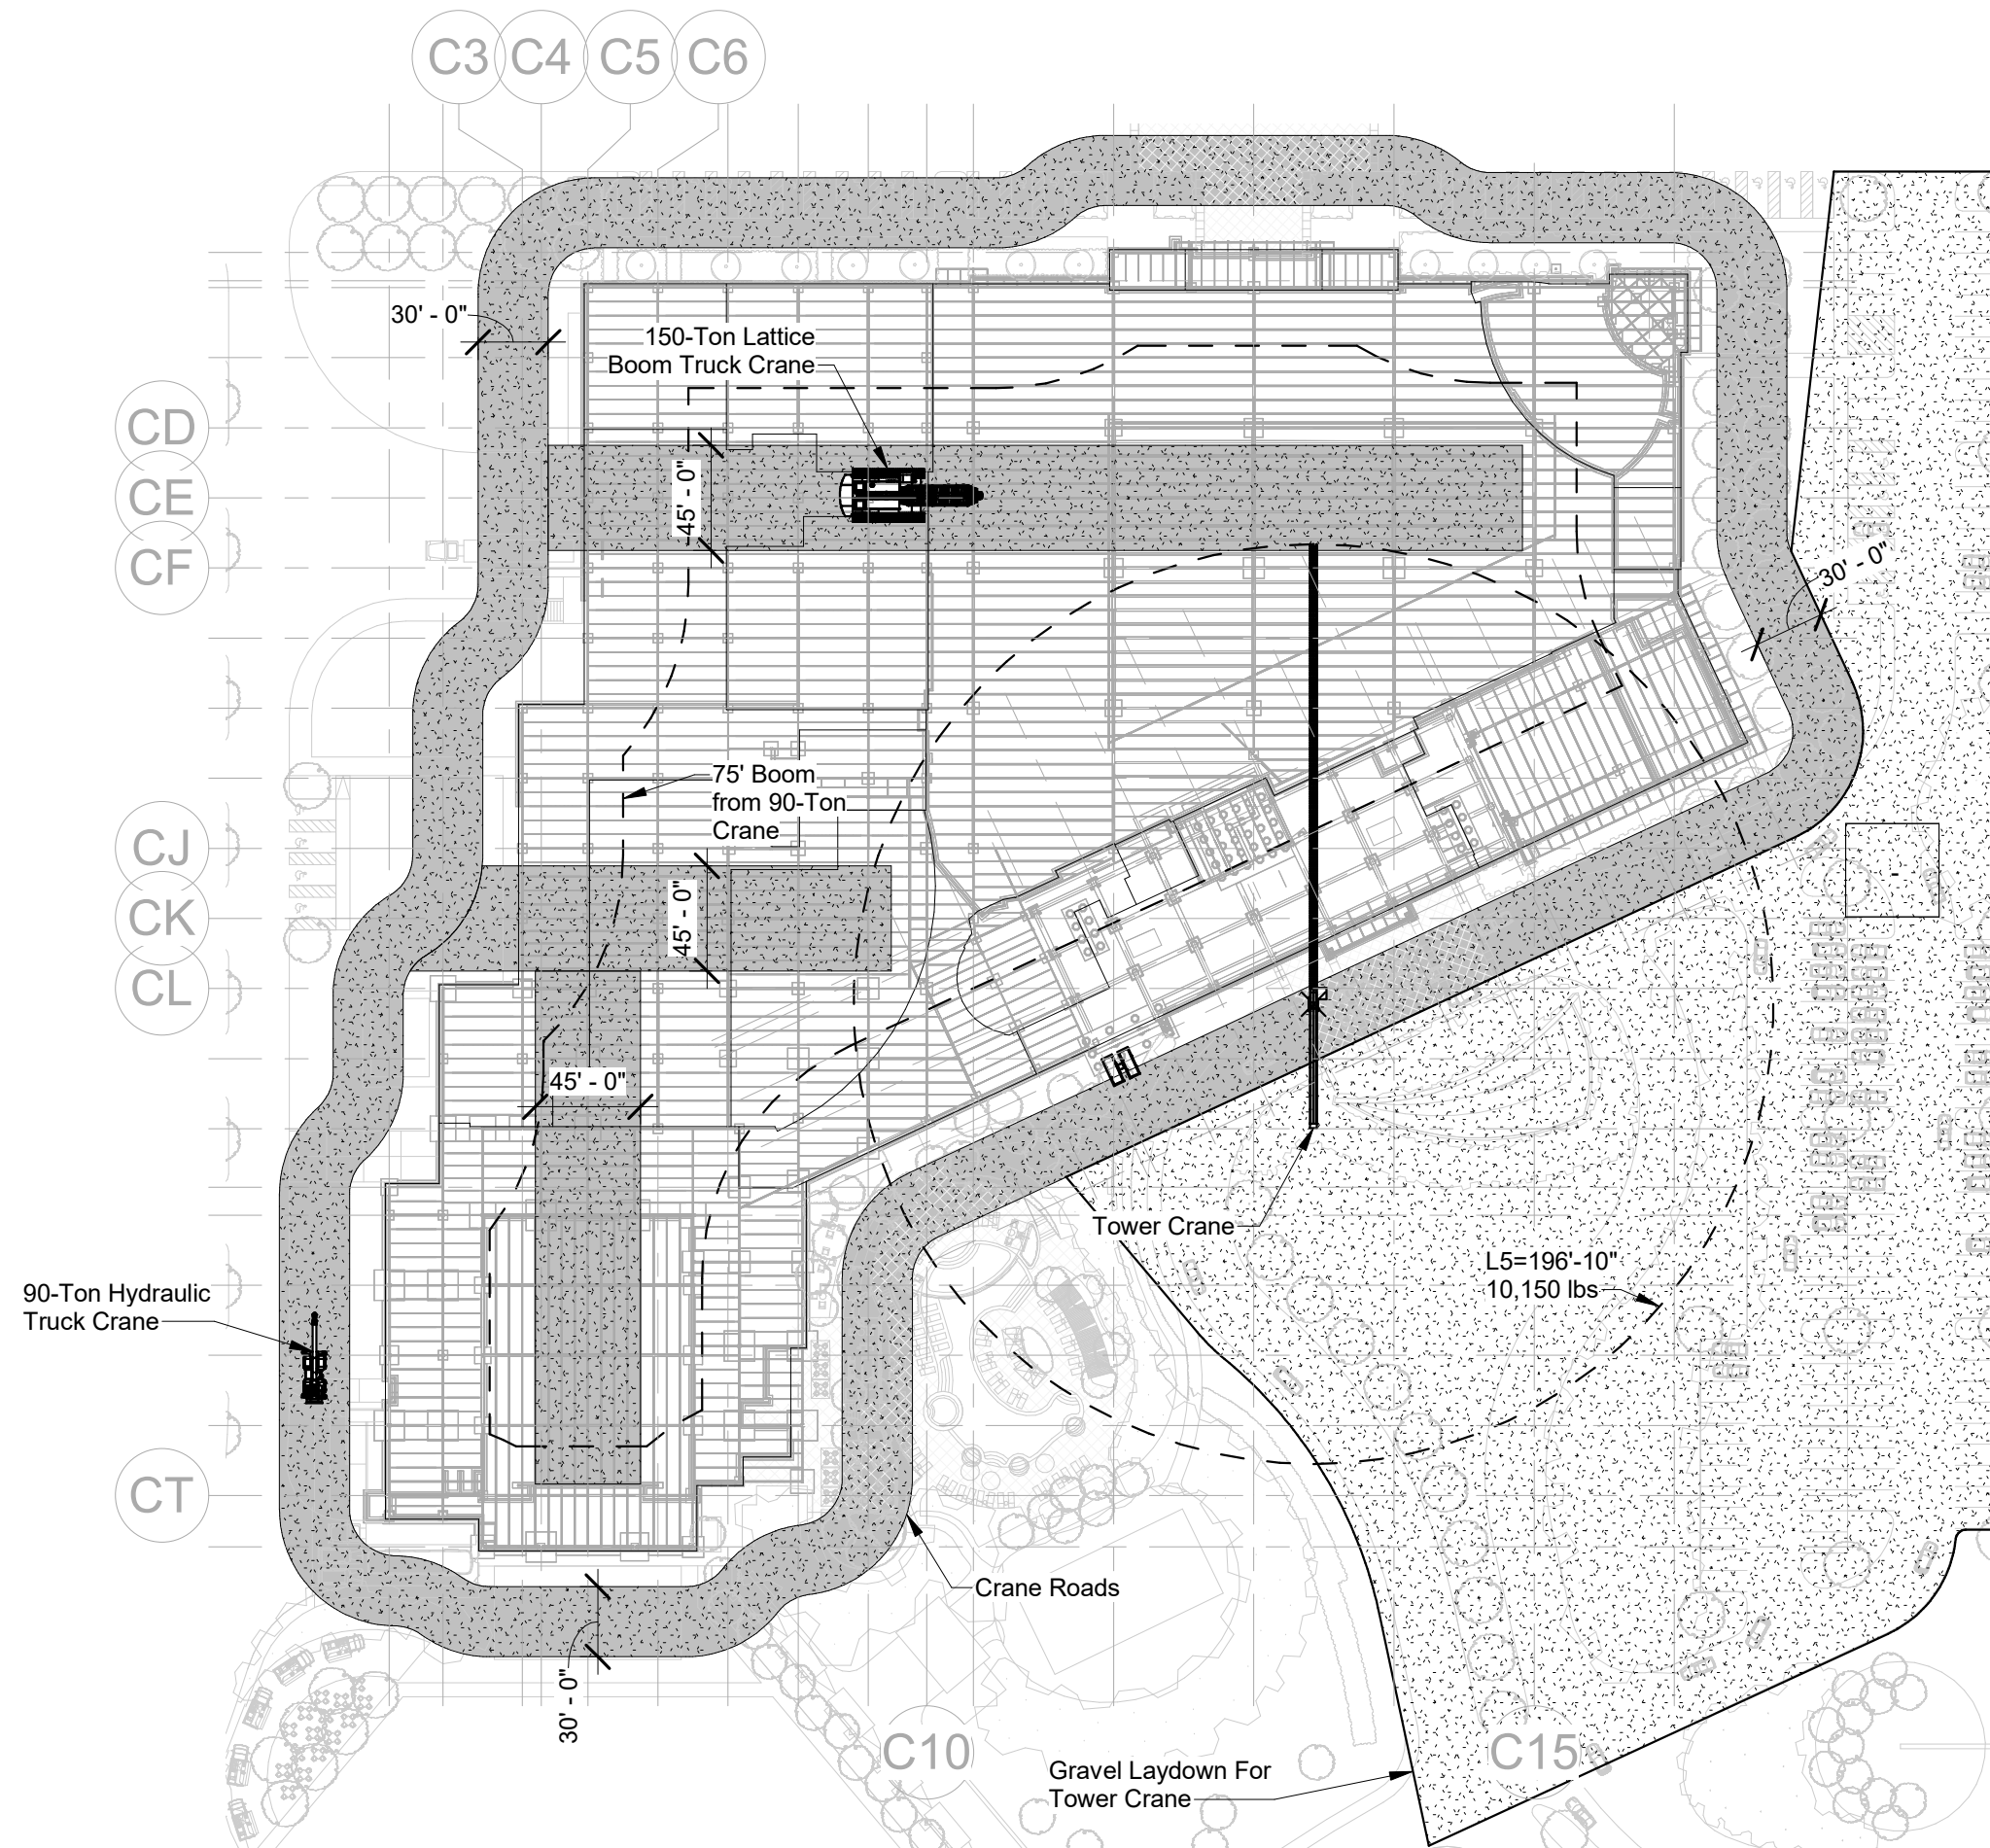 C3 C4 C5 C6
30' - 0"
150-Ton Lattice
Boom Truck Crane
CD
45' - 0"
CE
CF
30' - 0"
75' Boom
from 90-Ton
Crane
CJ
45' - 0"
CK
CL
45' - 0"
Tower Crane
L5=196'-10"
10,150 lbs
90-Ton Hydraulic
Truck Crane
CT
Crane Roads
30' - 0"
C10
C15
Gravel Laydown For
Tower Crane